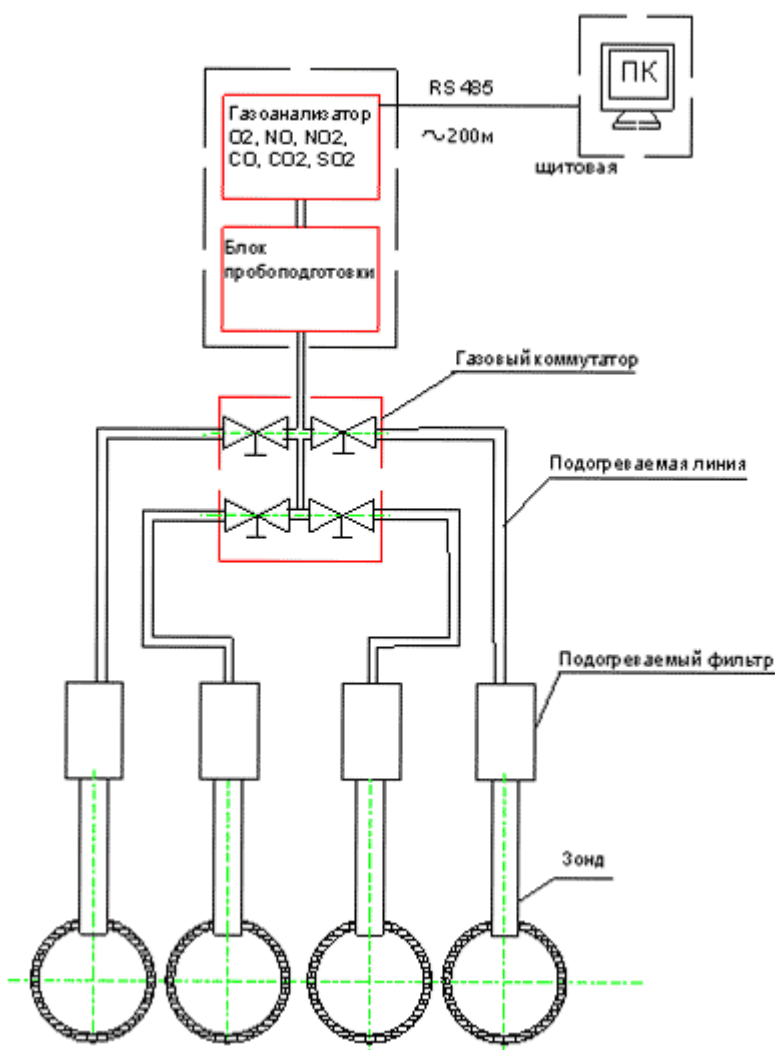 ПК
RS 485
~200м
щитовая
Газоанализатор
O2, NO, NO2,
CO, CO2, SO2
Блок
пробоподготовки
Газовый коммутатор
Подогреваемая линия
Подогреваемый фильтр
Зонд